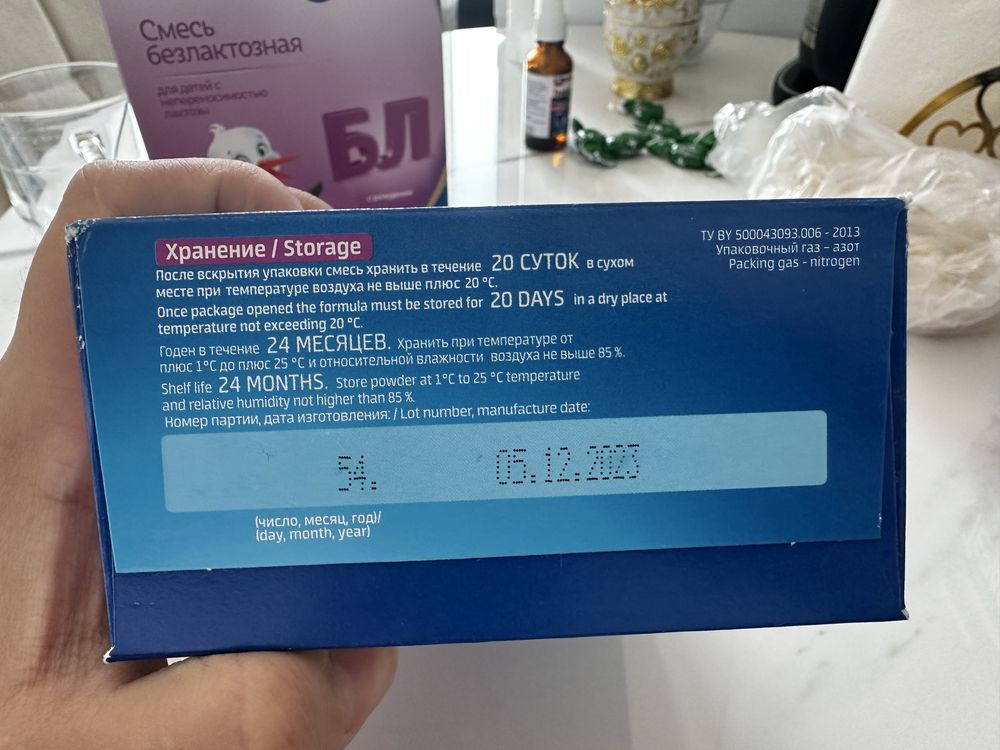 Смесь
безлактозная
для детей с
непереносимостью
лактозы
БЛ
Хранение / Storage
После вскрытия упаковки смесь хранить в течение 20 СУТОК в сухом
месте при температуре воздуха не выше плюс 20 °С.
Once package opened the formula must be stored for 20 DAYS in a dry place at
temperature not exceeding 20 °C.
Годен в течение 24 МЕСЯЦЕВ. Хранить при температуре от
плюс 1°С до плюс 25 °С и относительной влажности воздуха не выше 85 %.
Shelf life 24 MONTHS. Store powder at 1°C to 25 °C temperature
and relative humidity not higher than 85 %.
Номер партии, дата изготовления: / Lot number, manufacture date:
54. 05.12.2023
(число, месяц, год)/
(day, month, year)
ТУ BY 500043093.006 - 2013
Упаковочный газ – азот
Packing gas - nitrogen